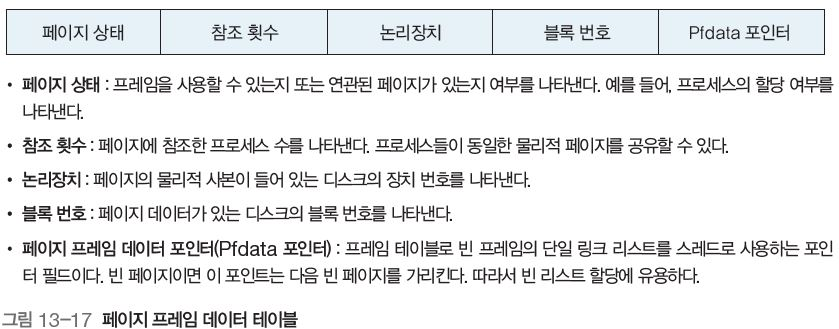 페이지 상태 참조 횟수 논리장치 블록 번호 Pfdata 포인터
• 페이지 상태 : 프레임을 사용할 수 있는지 또는 연관된 페이지가 있는지 여부를 나타낸다. 예를 들어, 프로세스의 할당 여부를
나타낸다.
• 참조 횟수 : 페이지에 참조한 프로세스 수를 나타낸다. 프로세스들이 동일한 물리적 페이지를 공유할 수 있다.
• 논리장치 : 페이지의 물리적 사본이 들어 있는 디스크의 장치 번호를 나타낸다.
• 블록 번호 : 페이지 데이터가 있는 디스크의 블록 번호를 나타낸다.
• 페이지 프레임 데이터 포인터(Pfdata 포인터) : 프레임 테이블로 빈 프레임의 단일 링크 리스트를 스레드로 사용하는 포인
터 필드이다. 빈 페이지이면 이 포인트는 다음 빈 페이지를 가리킨다. 따라서 빈 리스트 할당에 유용하다.
그림 13-17 페이지 프레임 데이터 테이블